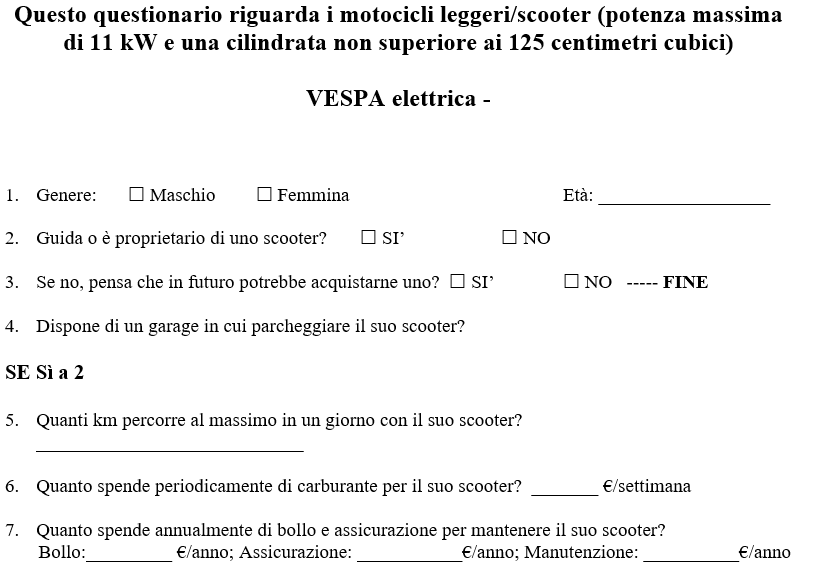 Questo questionario riguarda i motocicli leggeri/scooter (potenza massima
di 11 kW e una cilindrata non superiore ai 125 centimetri cubici)
VESPA elettrica -
1. Genere: ☐ Maschio ☐ Femmina Età: ___________________
2. Guida o è proprietario di uno scooter? ☐ SI’ ☐ NO
3. Se no, pensa che in futuro potrebbe acquistarne uno? ☐ SI’ ☐ NO ----- FINE
4. Dispone di un garage in cui parcheggiare il suo scooter?
SE Sì a 2
5. Quanti km percorre al massimo in un giorno con il suo scooter?
_____________________________
6. Quanto spende periodicamente di carburante per il suo scooter? _______ €/settimana
7. Quanto spende annualmente di bollo e assicurazione per mantenere il suo scooter?
Bollo:_________ €/anno; Assicurazione: ___________€/anno; Manutenzione: __________€/anno